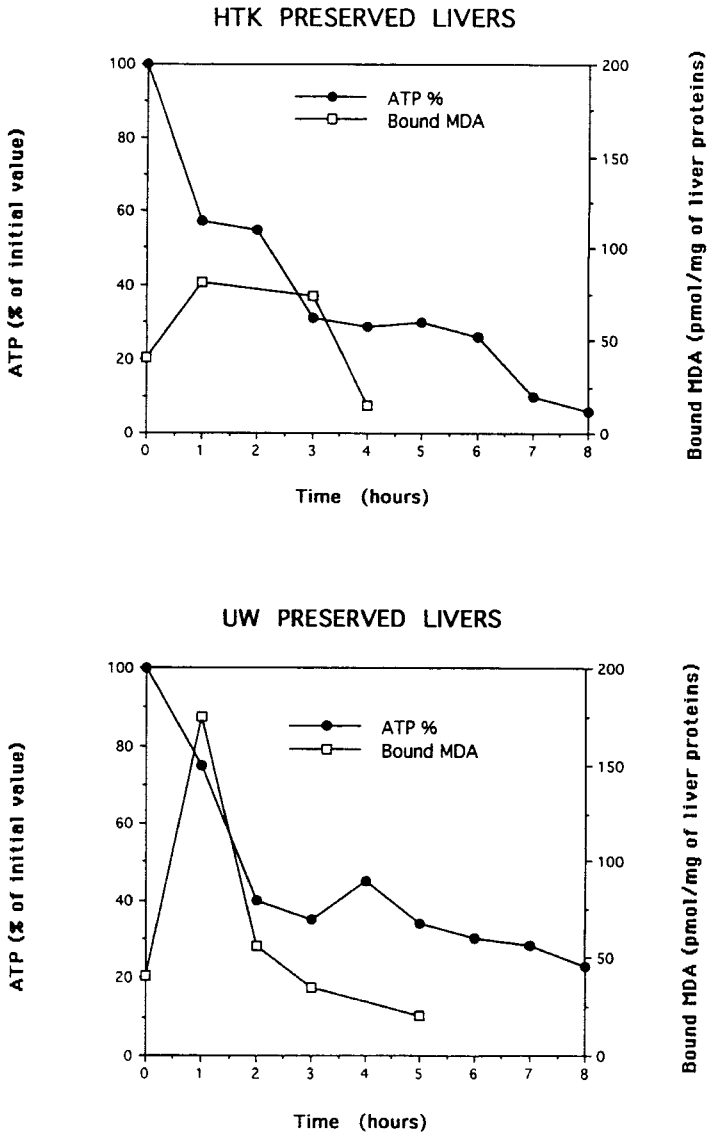 HTK PRESERVED LIVERS
ATP (% of initial value)
100
80
60
40
20
0
ATP %
Bound MDA
200
150
100
50
0
Bound MDA (pmol/mg of liver proteins)
0 1 2 3 4 5 6 7 8
Time (hours)
UW PRESERVED LIVERS
ATP (% of initial value)
100
80
60
40
20
0
ATP %
Bound MDA
200
150
100
50
0
Bound MDA (pmol/mg of liver proteins)
0 1 2 3 4 5 6 7 8
Time (hours)